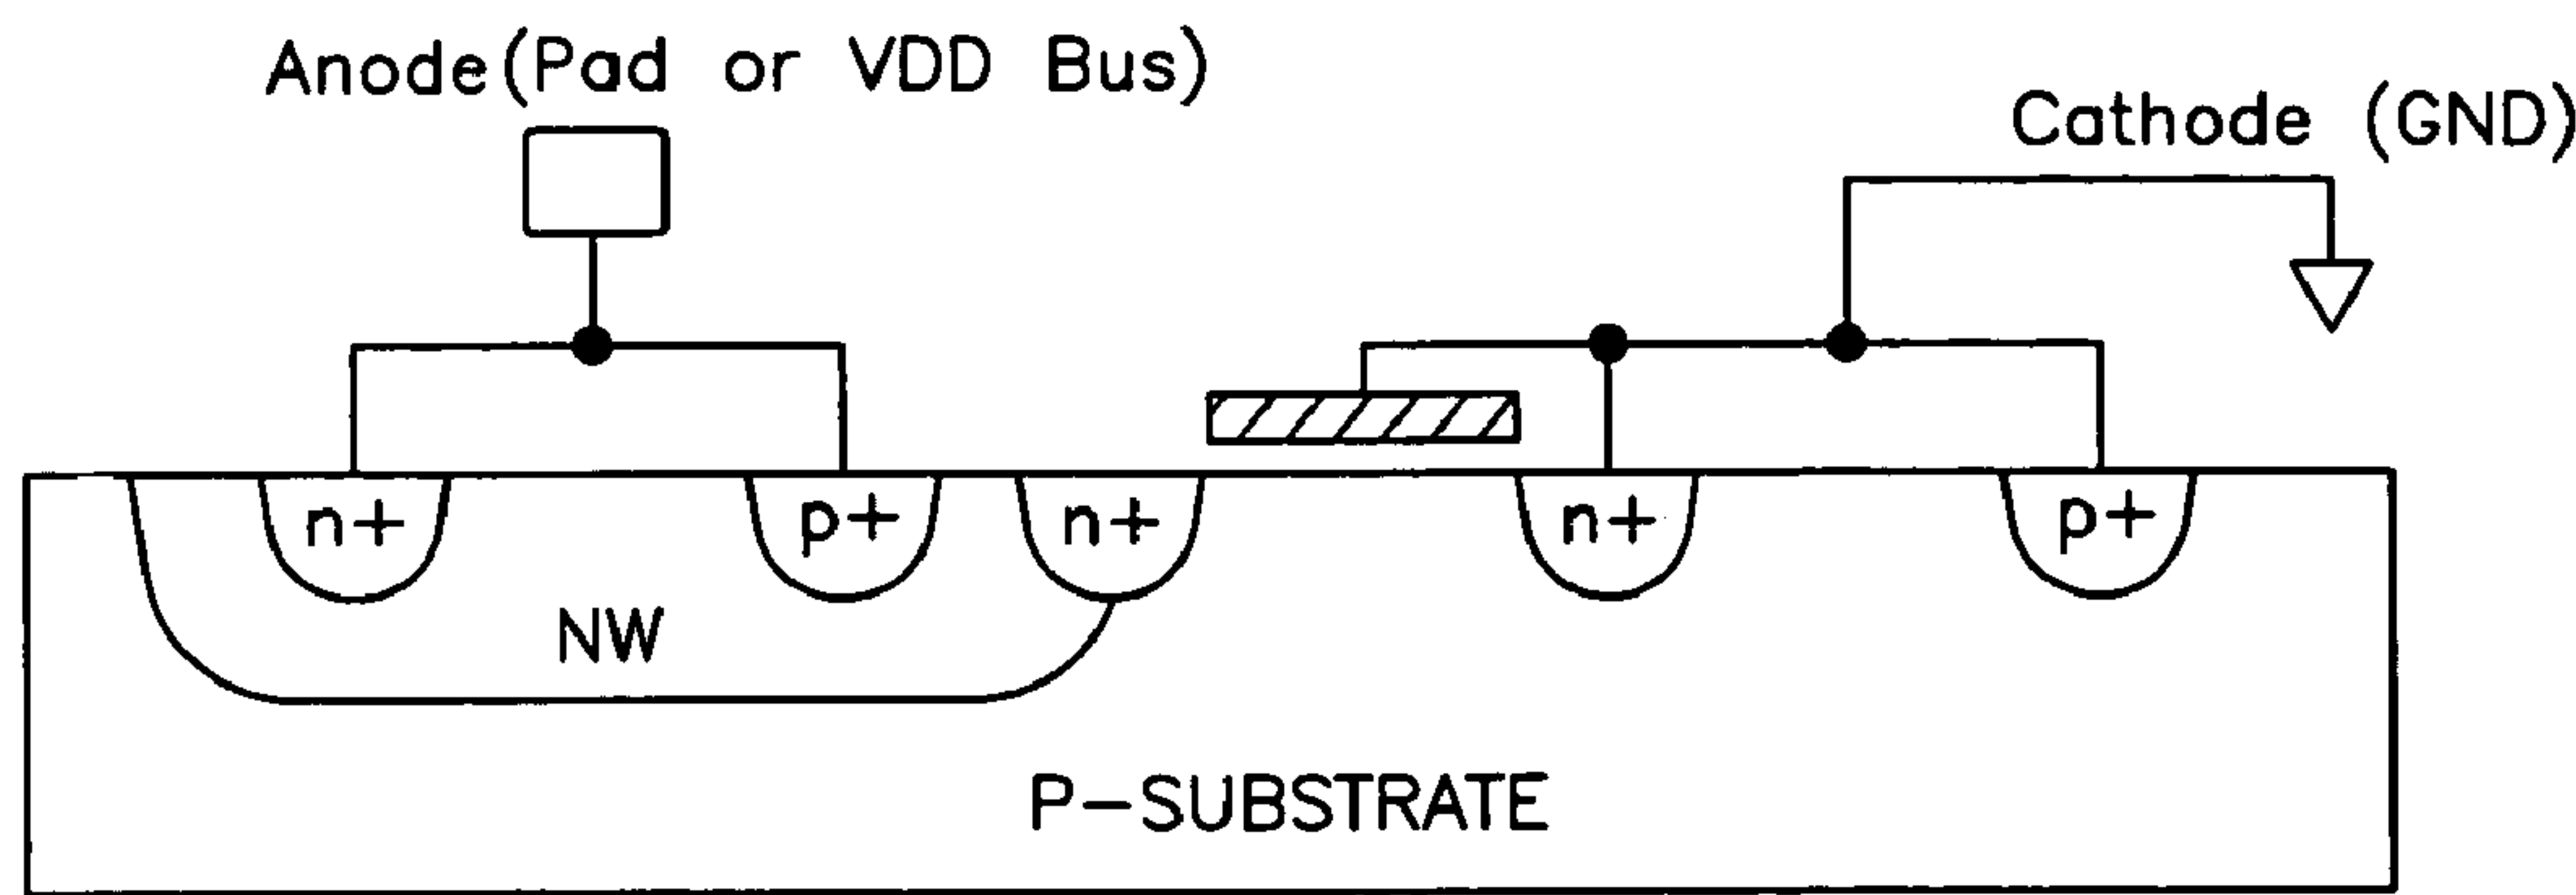 Anode(Pad or VDD Bus)
Cathode (GND)
n+ p+ n+ n+ p+
NW
P-SUBSTRATE